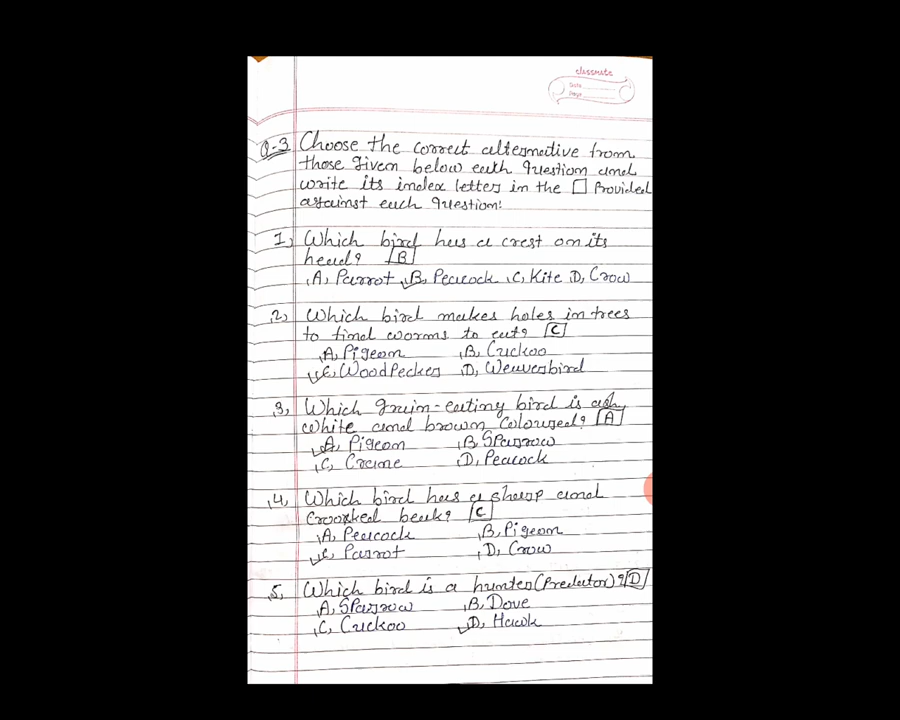 classmate
Date
Page
Q-3 Choose the correct alternative from
those given below each question and
write its index letter in the □ Provided
against each question:
1, Which bird has a crest on its
head? B
A, Parrot B, Peacock C, Kite D, Crow
2, Which bird makes holes in trees
to find worms to eat? C
A, Pigeon B, Cuckoo
C, Woodpecker D, Weaverbird
3, Which grain-eating bird is ash,
white and brown coloured? A
A, Pigeon B, Sparrow
C, Crane D, Peacock
4, Which bird has a sharp and
crooked beak? C
A, Peacock B, Pigeon
C, Parrot D, Crow
5, Which bird is a hunter(Predator)? D
A, Sparrow B, Dove
C, Cuckoo D, Hawk